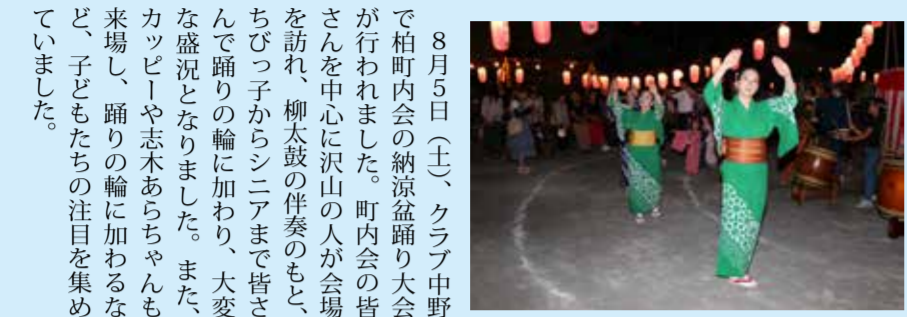 ８月５日（土）、クラブ中野
で柏町内会の納涼盆踊り大会
が行われました。町内会の皆
さんを中心に沢山の人が会場
を訪れ、柳太鼓の伴奏のもと、
ちびっ子からシニアまで皆さ
んで踊りの輪に加わり、大変
な盛況となりました。また、
カッピーや志木あらちゃんも
来場し、踊りの輪に加わるな
ど、子どもたちの注目を集め
ていました。